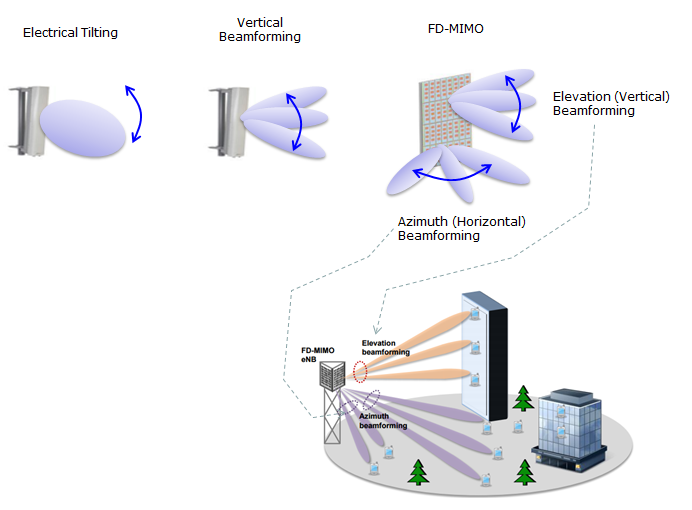 Electrical Tilting
Vertical
Beamforming
FD-MIMO
Elevation (Vertical)
Beamforming
Azimuth (Horizontal)
Beamforming
FD-MIMO
eNB
Elevation
beamforming
Azimuth
beamforming